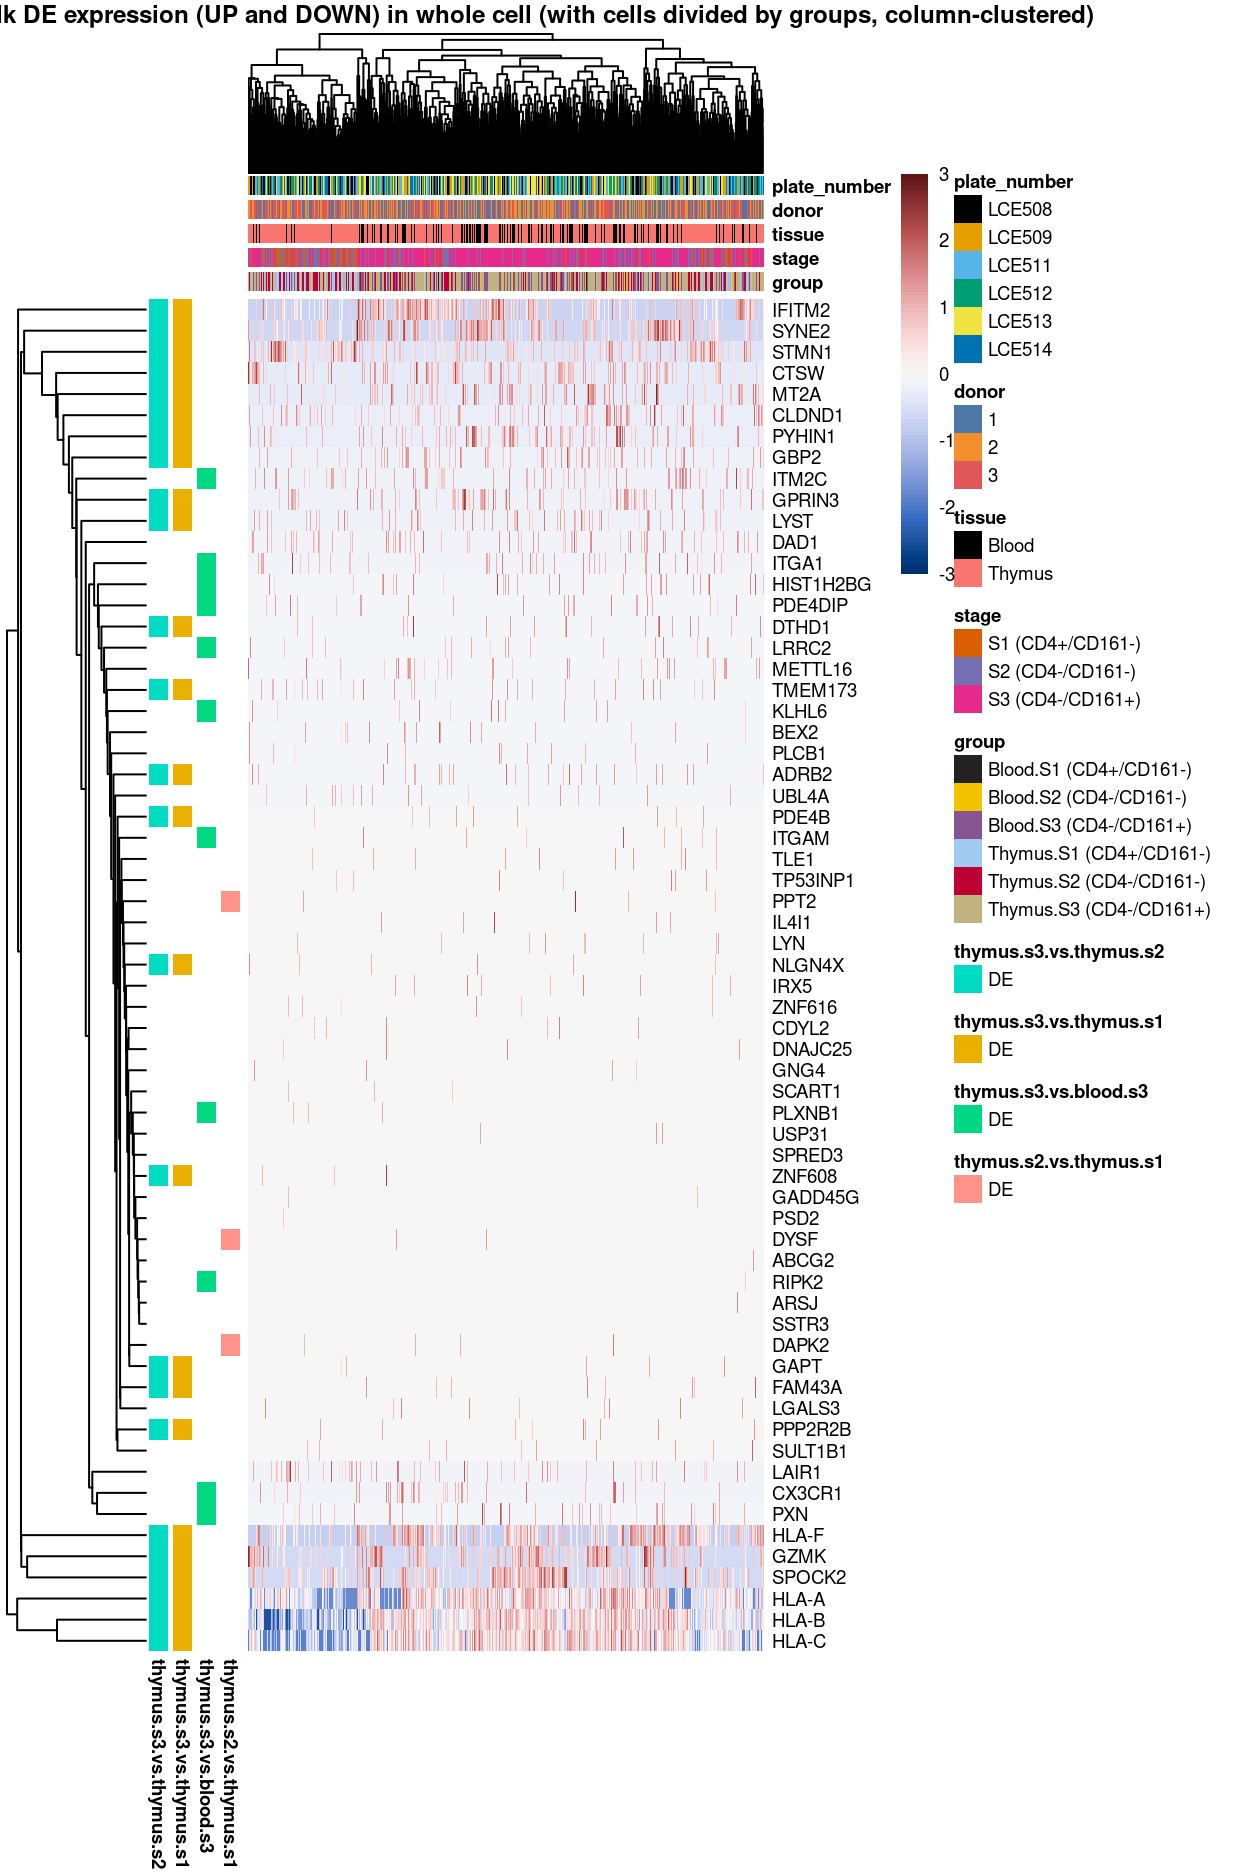 lk DE expression (UP and DOWN) in whole cell (with cells divided by groups, column-clustered)
plate_number
donor
tissue
stage
group
IFITM2
SYNE2
STMN1
CTSW
MT2A
CLDND1
PYHIN1
GBP2
ITM2C
GPRIN3
LYST
DAD1
ITGA1
HIST1H2BG
PDE4DIP
DTHD1
LRRC2
METTL16
TMEM173
KLHL6
BEX2
PLCB1
ADRB2
UBL4A
PDE4B
ITGAM
TLE1
TP53INP1
PPT2
IL4I1
LYN
NLGN4X
IRX5
ZNF616
CDYL2
DNAJC25
GNG4
SCART1
PLXNB1
USP31
SPRED3
ZNF608
GADD45G
PSD2
DYSF
ABCG2
RIPK2
ARSJ
SSTR3
DAPK2
GAPT
FAM43A
LGALS3
PPP2R2B
SULT1B1
LAIR1
CX3CR1
PXN
HLA-F
GZMK
SPOCK2
HLA-A
HLA-B
HLA-C
thymus.s3.vs.thymus.s2
thymus.s3.vs.thymus.s1
thymus.s3.vs.blood.s3
thymus.s2.vs.thymus.s1
3
2
1
0
-1
-2
-3
plate_number
LCE508
LCE509
LCE511
LCE512
LCE513
LCE514
donor
1
2
3
tissue
Blood
Thymus
stage
S1 (CD4+/CD161-)
S2 (CD4-/CD161-)
S3 (CD4-/CD161+)
group
Blood.S1 (CD4+/CD161-)
Blood.S2 (CD4-/CD161-)
Blood.S3 (CD4-/CD161+)
Thymus.S1 (CD4+/CD161-)
Thymus.S2 (CD4-/CD161-)
Thymus.S3 (CD4-/CD161+)
thymus.s3.vs.thymus.s2
DE
thymus.s3.vs.thymus.s1
DE
thymus.s3.vs.blood.s3
DE
thymus.s2.vs.thymus.s1
DE